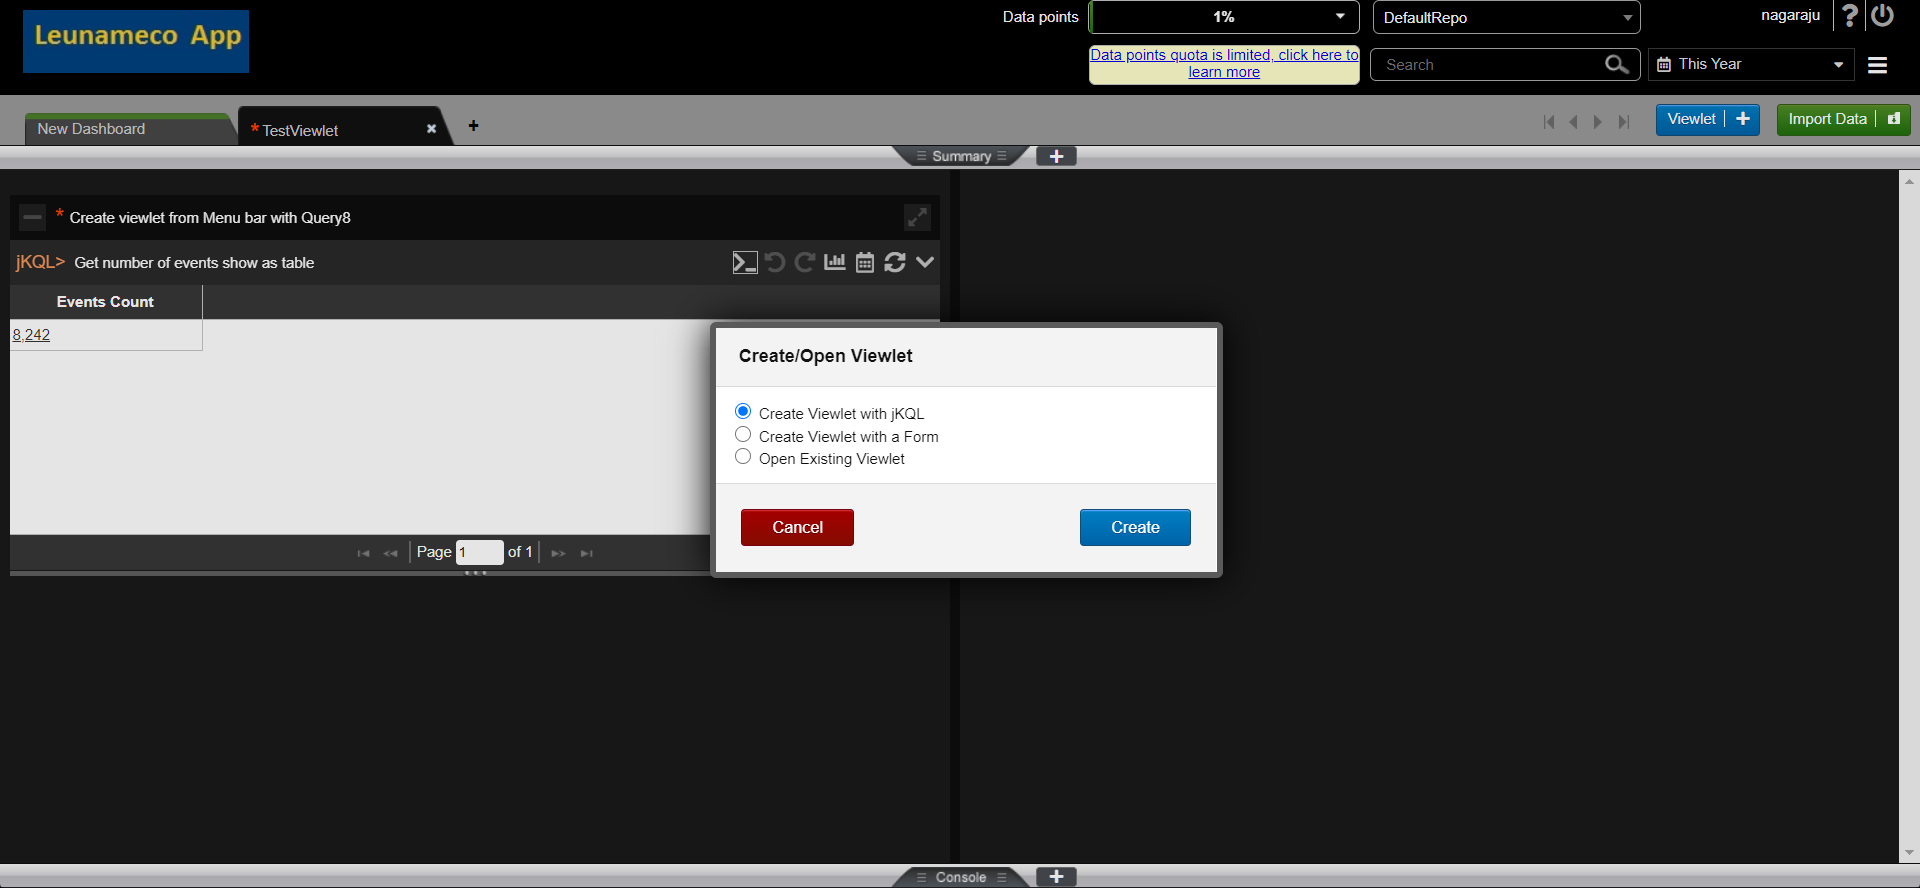 Leunameco App
Data points
1%
DefaultRepo
nagaraju
?
Data points quota is limited, click here to
learn more
Search
This Year
New Dashboard
* TestViewlet
+
Viewlet +
Import Data
Summary
+
* Create viewlet from Menu bar with Query8
jKQL> Get number of events show as table
Events Count
8,242
Create/Open Viewlet
Create Viewlet with jKQL
Create Viewlet with a Form
Open Existing Viewlet
Cancel
Create
Page 1 of 1
Console
+